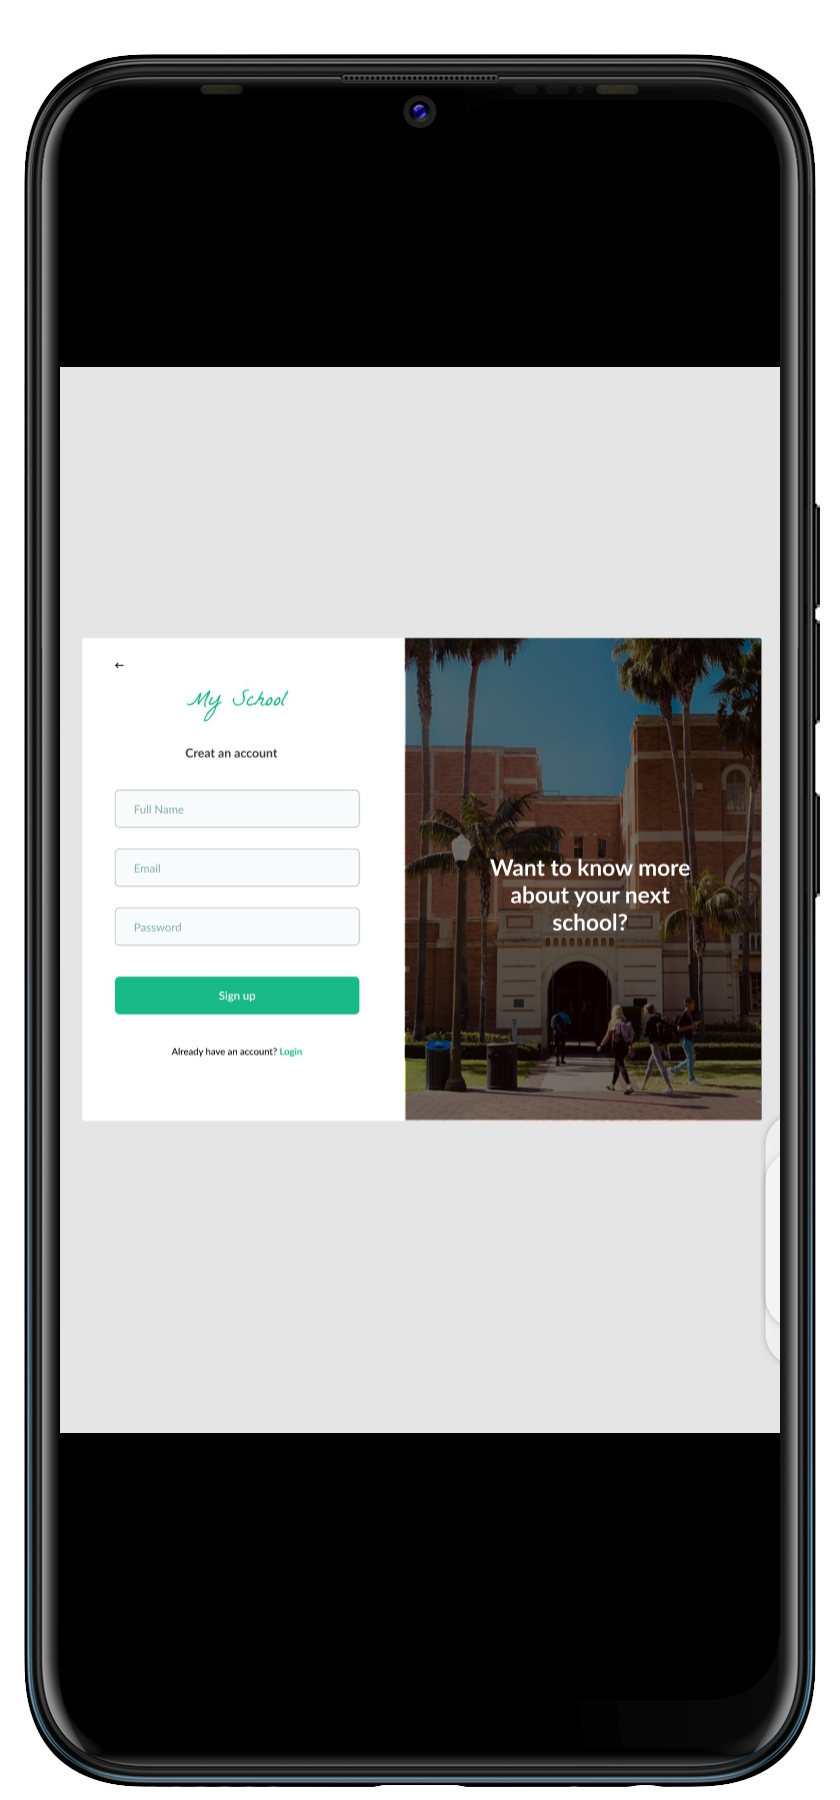 ←
My School
Creat an account
Full Name
Email
Password
Sign up
Already have an account? Login
Want to know more
about your next
school?